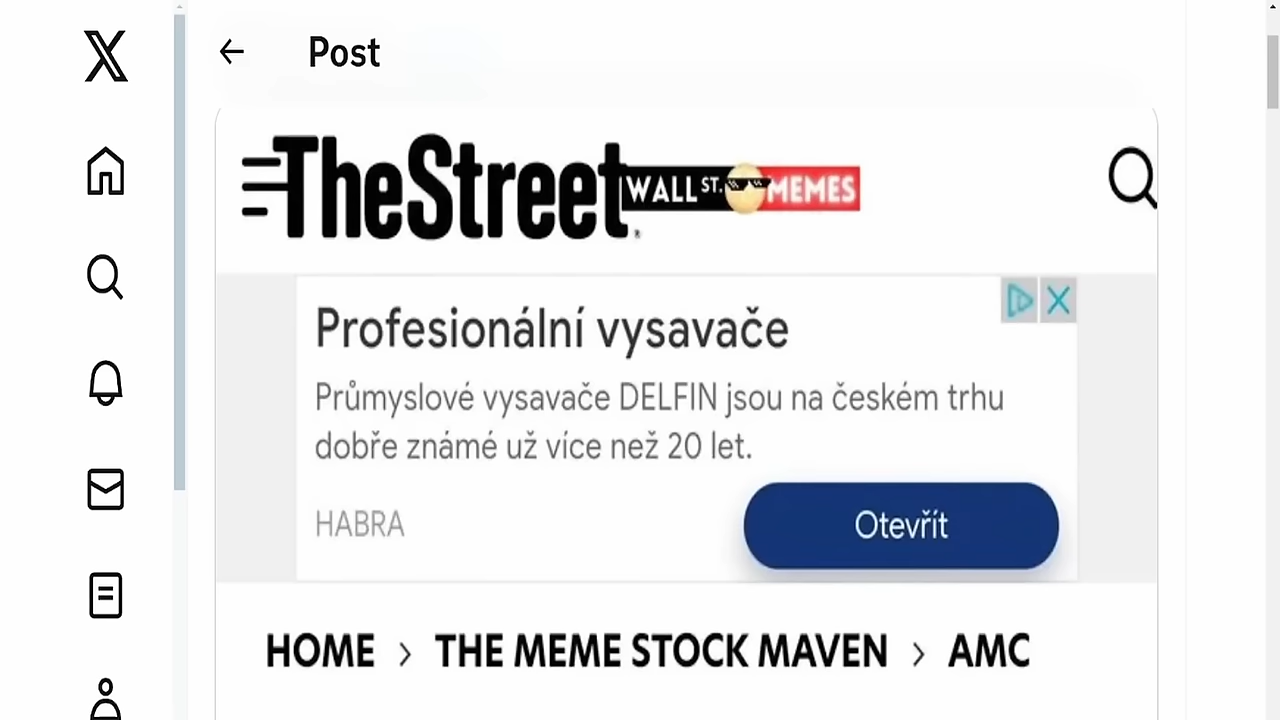 Post
TheStreet®
WALL ST. MEMES
Profesionální vysavače
Průmyslové vysavače DELFIN jsou na českém trhu
dobře známé už více než 20 let.
HABRA
Otevřít
HOME > THE MEME STOCK MAVEN > AMC